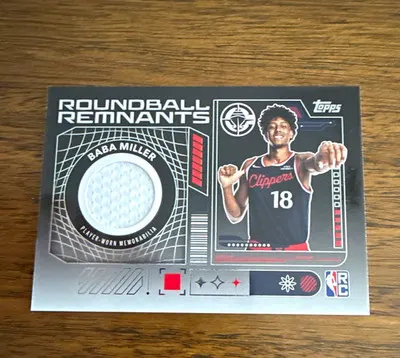 ROUNDBALL
REMNANTS
topps
BABA MILLER
PLAYER-WORN MEMORABILIA
Clippers
18
RC